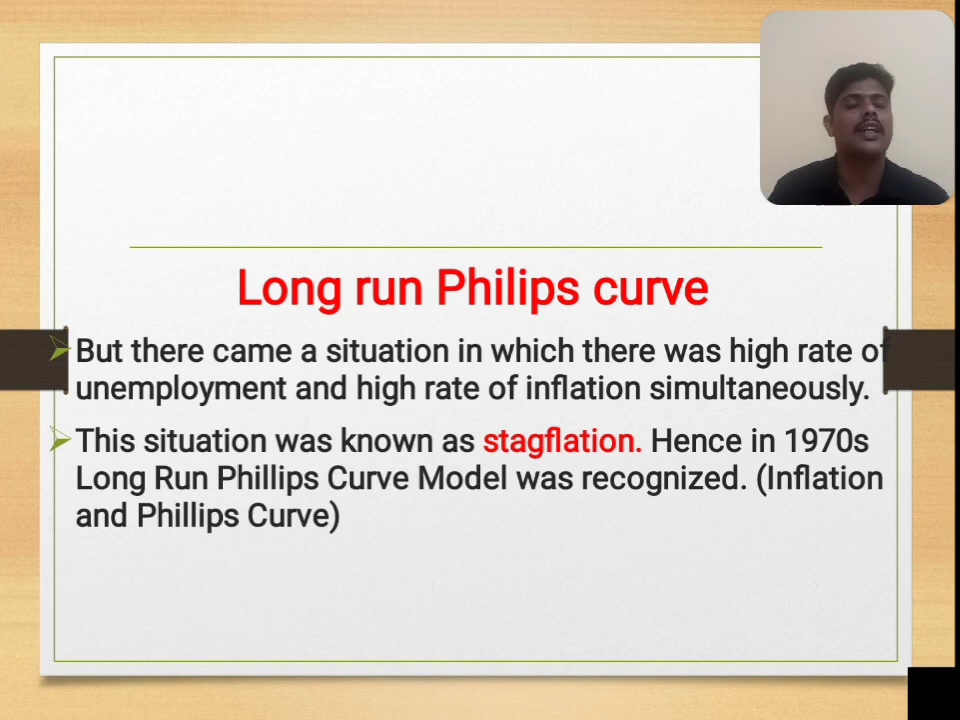 Long run Philips curve
But there came a situation in which there was high rate of
unemployment and high rate of inflation simultaneously.
This situation was known as stagflation. Hence in 1970s
Long Run Phillips Curve Model was recognized. (Inflation
and Phillips Curve)